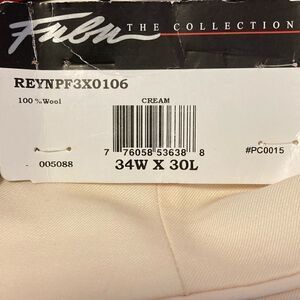 Fubu THE COLLECTION
REYNPF3X0106
100 %Wool CREAM
7 76058 53638 8
- 005088 34W X 30L #PC0015